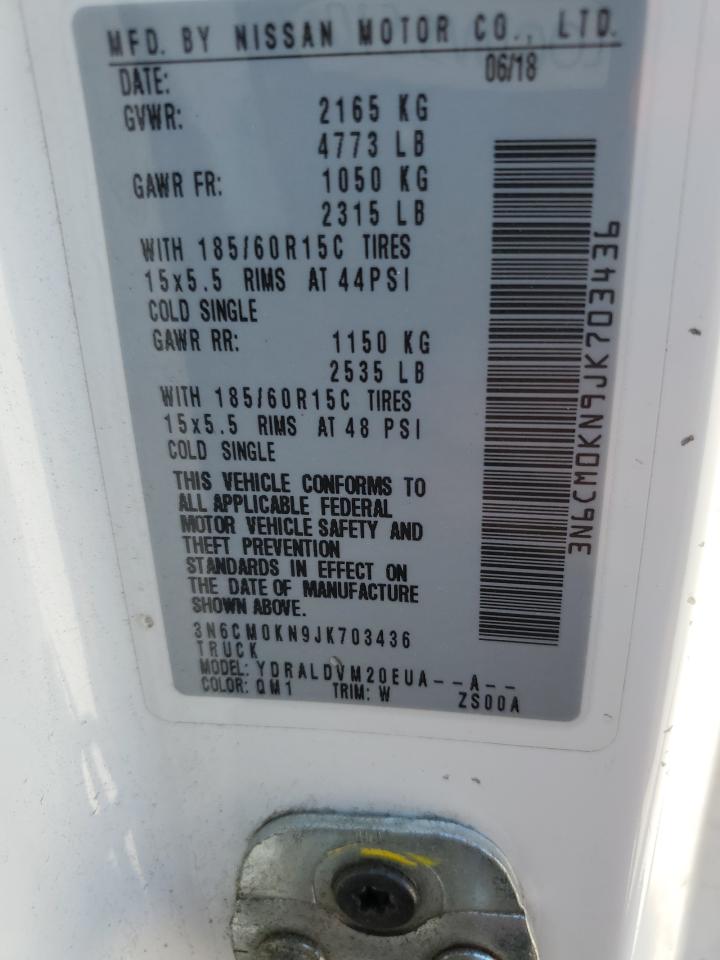 MFD. BY NISSAN MOTOR CO., LTD.
DATE: 06/18
GVWR: 2165 KG
4773 LB
GAWR FR: 1050 KG
2315 LB
WITH 185/60R15C TIRES
15x5.5 RIMS AT 44PSI
COLD SINGLE
GAWR RR: 1150 KG
2535 LB
WITH 185/60R15C TIRES
15x5.5 RIMS AT 48 PSI
COLD SINGLE
THIS VEHICLE CONFORMS TO
ALL APPLICABLE FEDERAL
MOTOR VEHICLE SAFETY AND
THEFT PREVENTION
STANDARDS IN EFFECT ON
THE DATE OF MANUFACTURE
SHOWN ABOVE.
3N6CM0KN9JK703436
TRUCK
MODEL: YDRALDVM20EUA--A--
COLOR: QM1 TRIM: W ZS00A
3N6CM0KN9JK703436